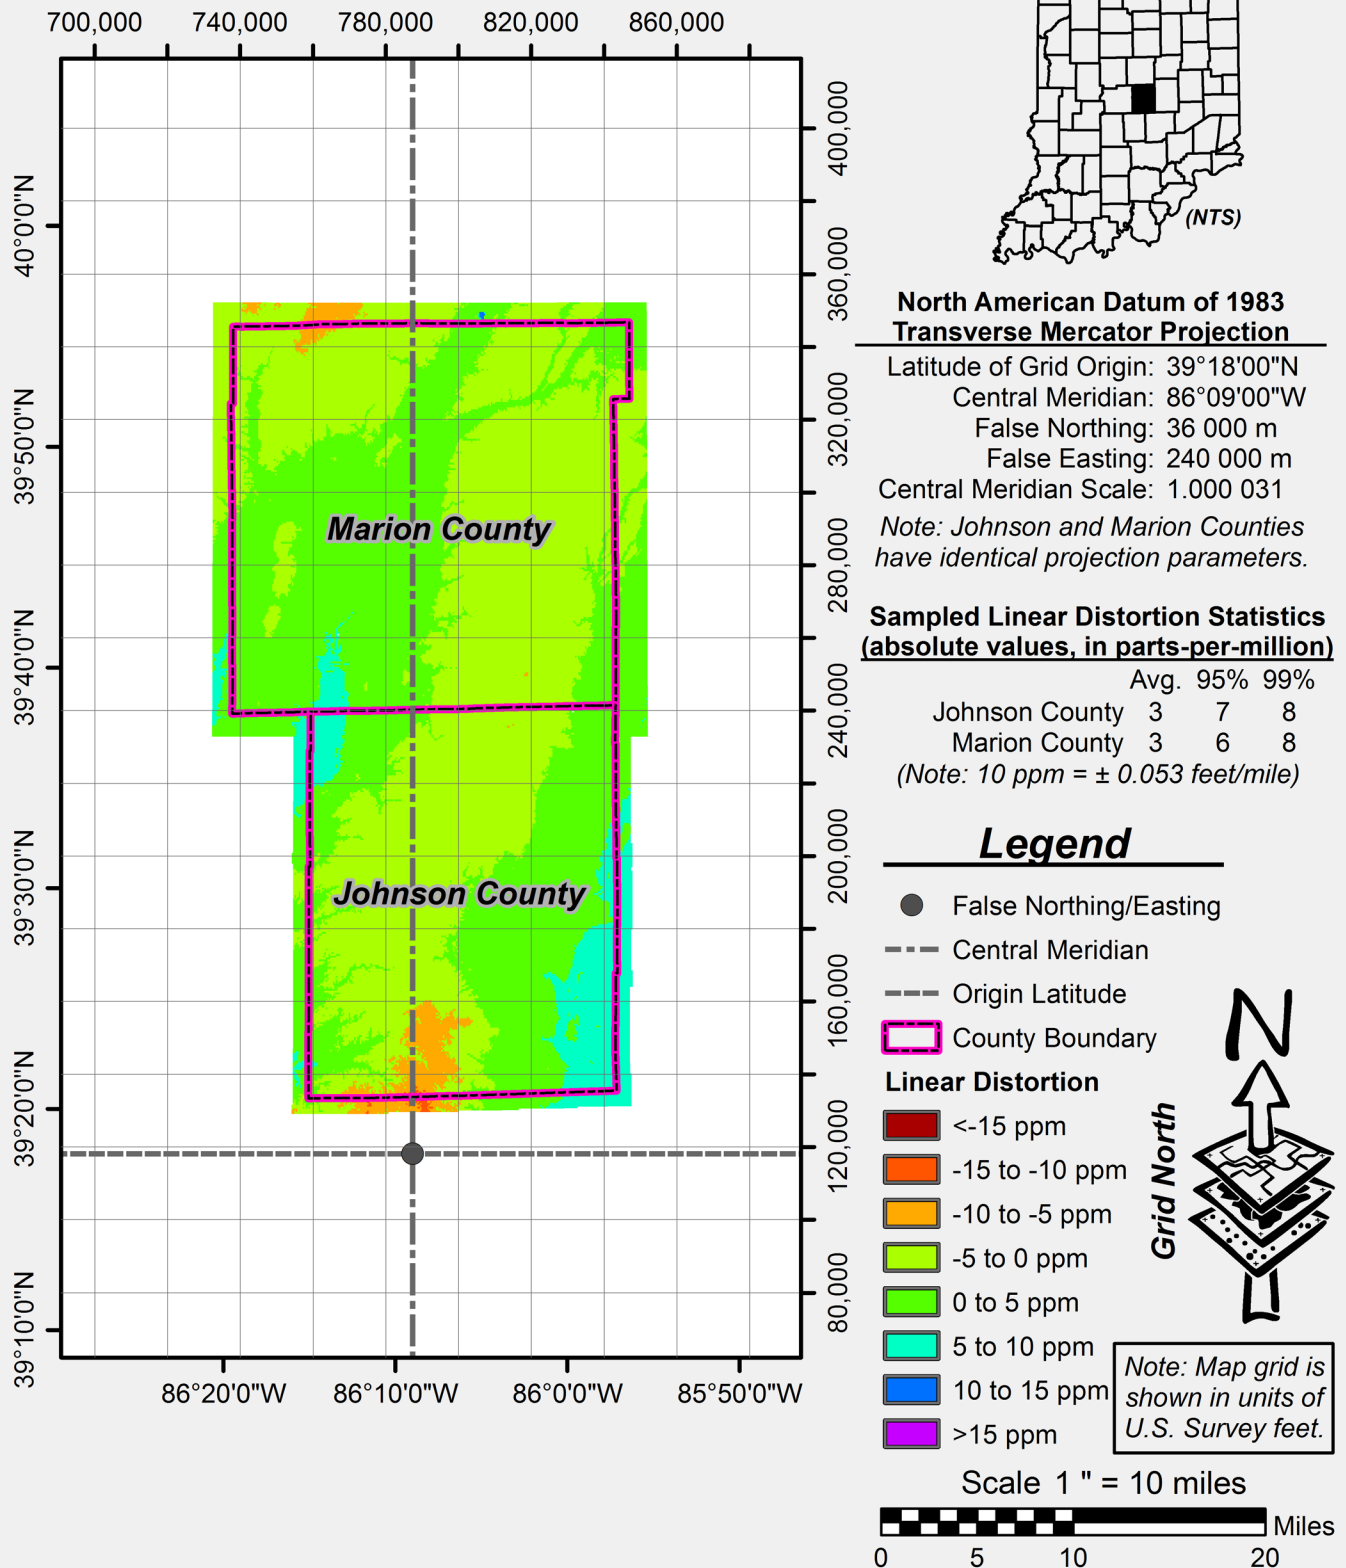 700,000 740,000 780,000 820,000 860,000
400,000
360,000
320,000
280,000
240,000
200,000
160,000
120,000
80,000
40°0'0"N
39°50'0"N
39°40'0"N
39°30'0"N
39°20'0"N
39°10'0"N
86°20'0"W 86°10'0"W 86°0'0"W 85°50'0"W
Marion County
Johnson County
(NTS)
North American Datum of 1983
Transverse Mercator Projection
Latitude of Grid Origin: 39°18'00"N
Central Meridian: 86°09'00"W
False Northing: 36 000 m
False Easting: 240 000 m
Central Meridian Scale: 1.000 031
Note: Johnson and Marion Counties
have identical projection parameters.
Sampled Linear Distortion Statistics
(absolute values, in parts-per-million)
Avg. 95% 99%
Johnson County 3 7 8
Marion County 3 6 8
(Note: 10 ppm = ± 0.053 feet/mile)
Legend
False Northing/Easting
Central Meridian
Origin Latitude
County Boundary
Linear Distortion
<-15 ppm
-15 to -10 ppm
-10 to -5 ppm
-5 to 0 ppm
0 to 5 ppm
5 to 10 ppm
10 to 15 ppm
>15 ppm
N
Grid North
Note: Map grid is
shown in units of
U.S. Survey feet.
Scale 1 " = 10 miles
Miles
0 5 10 20